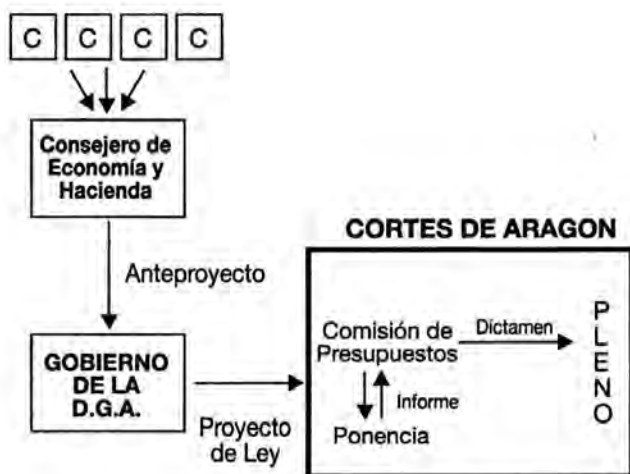 C C C C
Consejero de
Economía y
Hacienda
Anteproyecto
GOBIERNO
DE LA
D.G.A.
Proyecto
de Ley
CORTES DE ARAGON
Comisión de
Presupuestos
Dictamen
Informe
Ponencia
PLENO